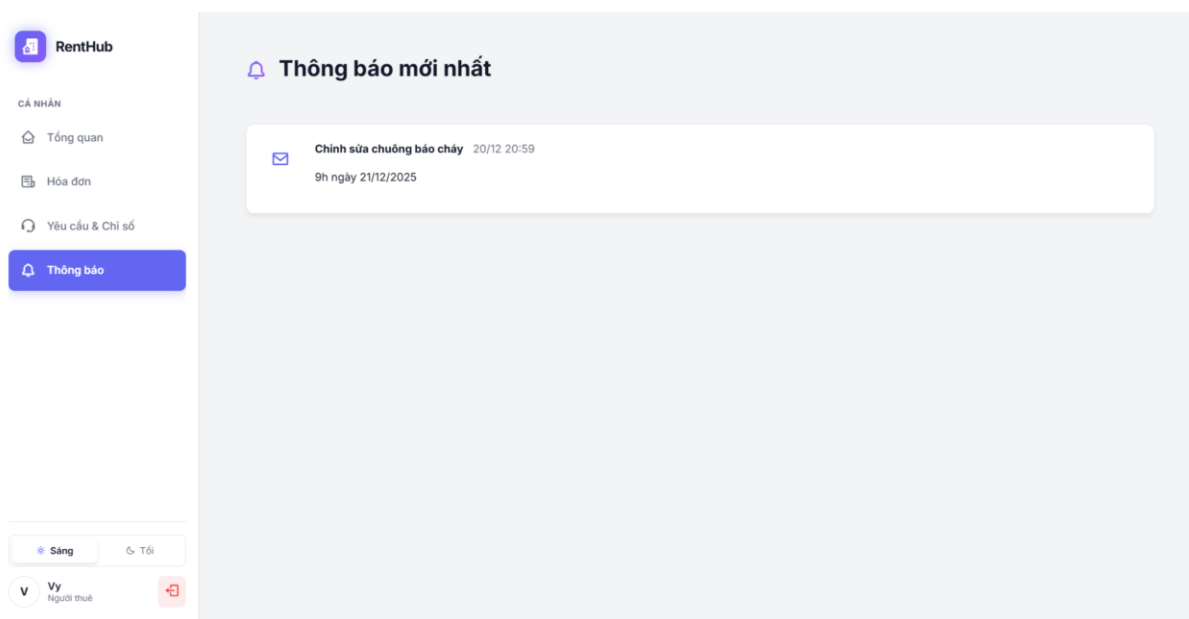 RentHub
CÁ NHÂN
Tổng quan
Hóa đơn
Yêu cầu & Chỉ số
Thông báo
Sáng
Tối
V
Vy
Người thuê
Thông báo mới nhất
Chỉnh sửa chuông báo cháy 20/12 20:59
9h ngày 21/12/2025